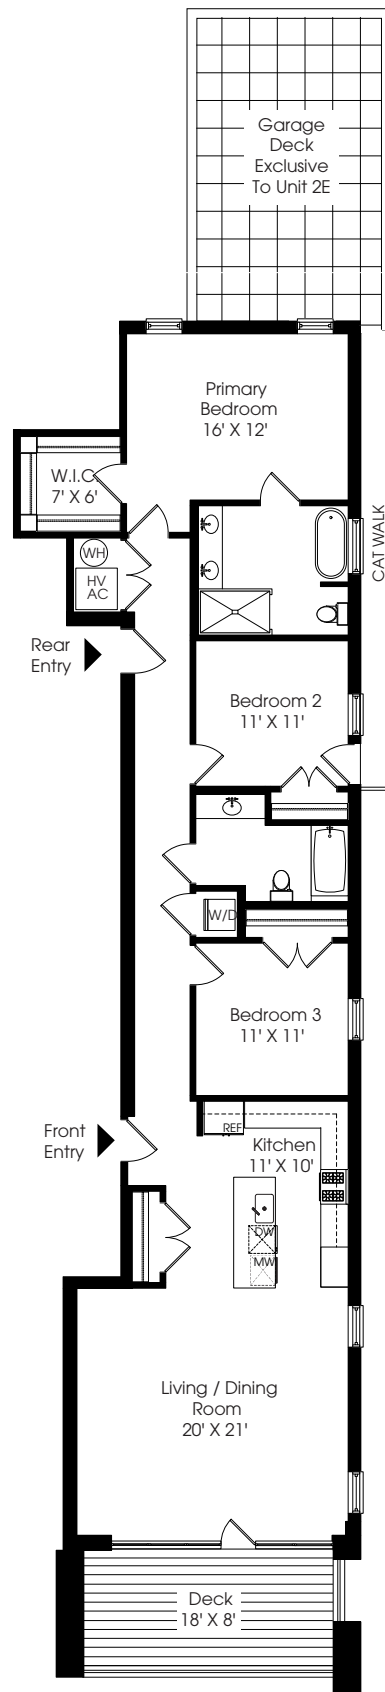 Garage
Deck
Exclusive
To Unit 2E
Primary
Bedroom
16' X 12'
W.I.C.
7' X 6'
CAT WALK
WH
HV
AC
Rear
Entry
Bedroom 2
11' X 11'
W/D
Bedroom 3
11' X 11'
Front
Entry
REF
Kitchen
11' X 10'
DW
MW
Living / Dining
Room
20' X 21'
Deck
18' X 8'